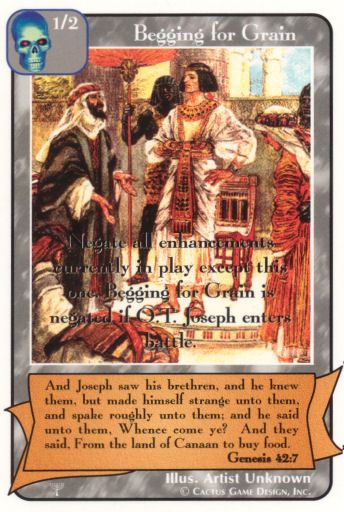 1/2
Begging for Grain
Negate all enhancements
currently in play except this
one. Begging for Grain is
negated if O.T. Joseph enters
battle.
And Joseph saw his brethren, and he knew
them, but made himself strange unto them,
and spake roughly unto them; and he said
unto them, Whence come ye? And they
said, From the land of Canaan to buy food.
Genesis 42:7
Illus. Artist Unknown
© Cactus Game Design, Inc.